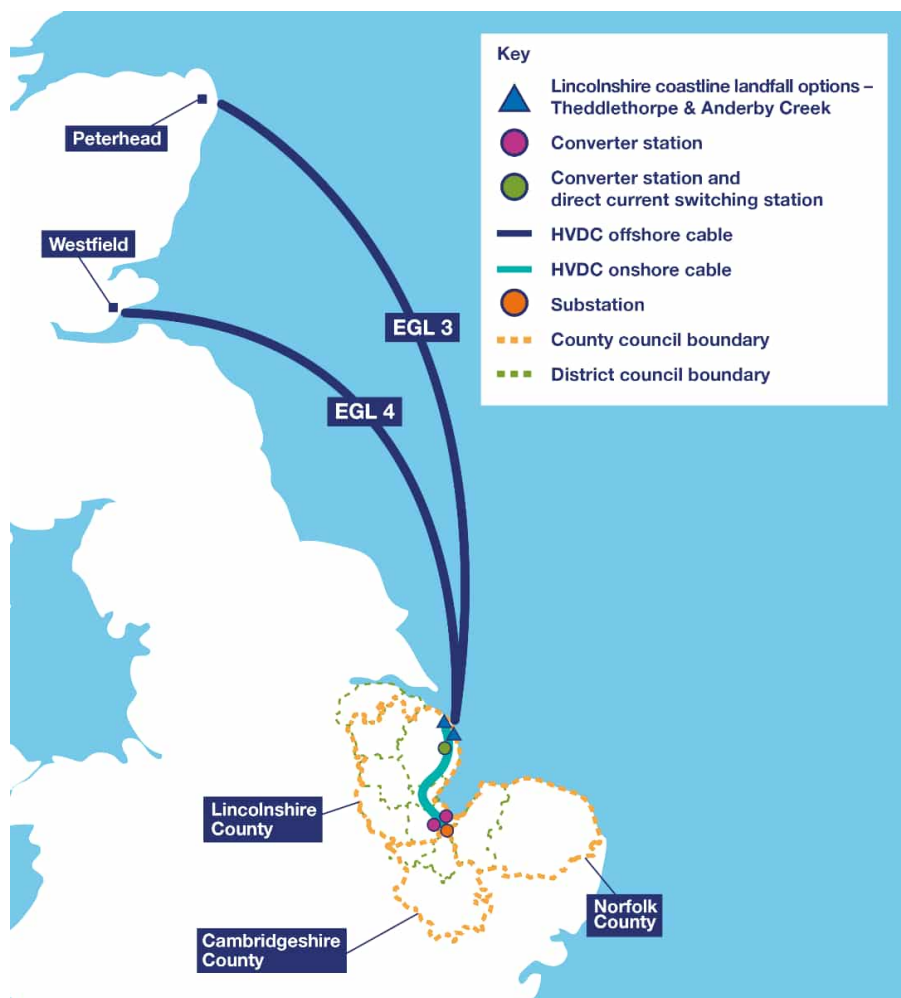 Key
Lincolnshire coastline landfall options –
Theddlethorpe & Anderby Creek
Converter station
Converter station and
direct current switching station
HVDC offshore cable
HVDC onshore cable
Substation
County council boundary
District council boundary
Peterhead
Westfield
EGL 3
EGL 4
Lincolnshire
County
Norfolk
County
Cambridgeshire
County